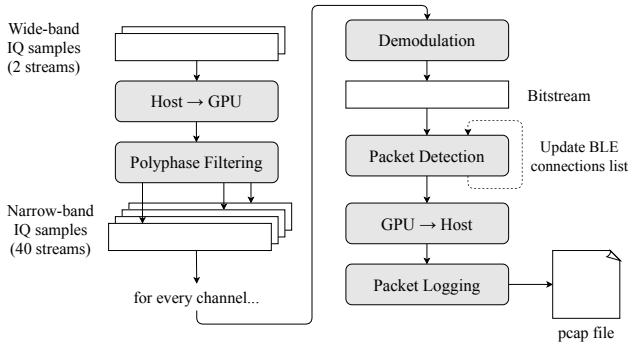 Wide-band
IQ samples
(2 streams)
Host → GPU
Polyphase Filtering
Narrow-band
IQ samples
(40 streams)
for every channel...
Demodulation
Bitstream
Packet Detection
Update BLE
connections list
GPU → Host
Packet Logging
pcap file